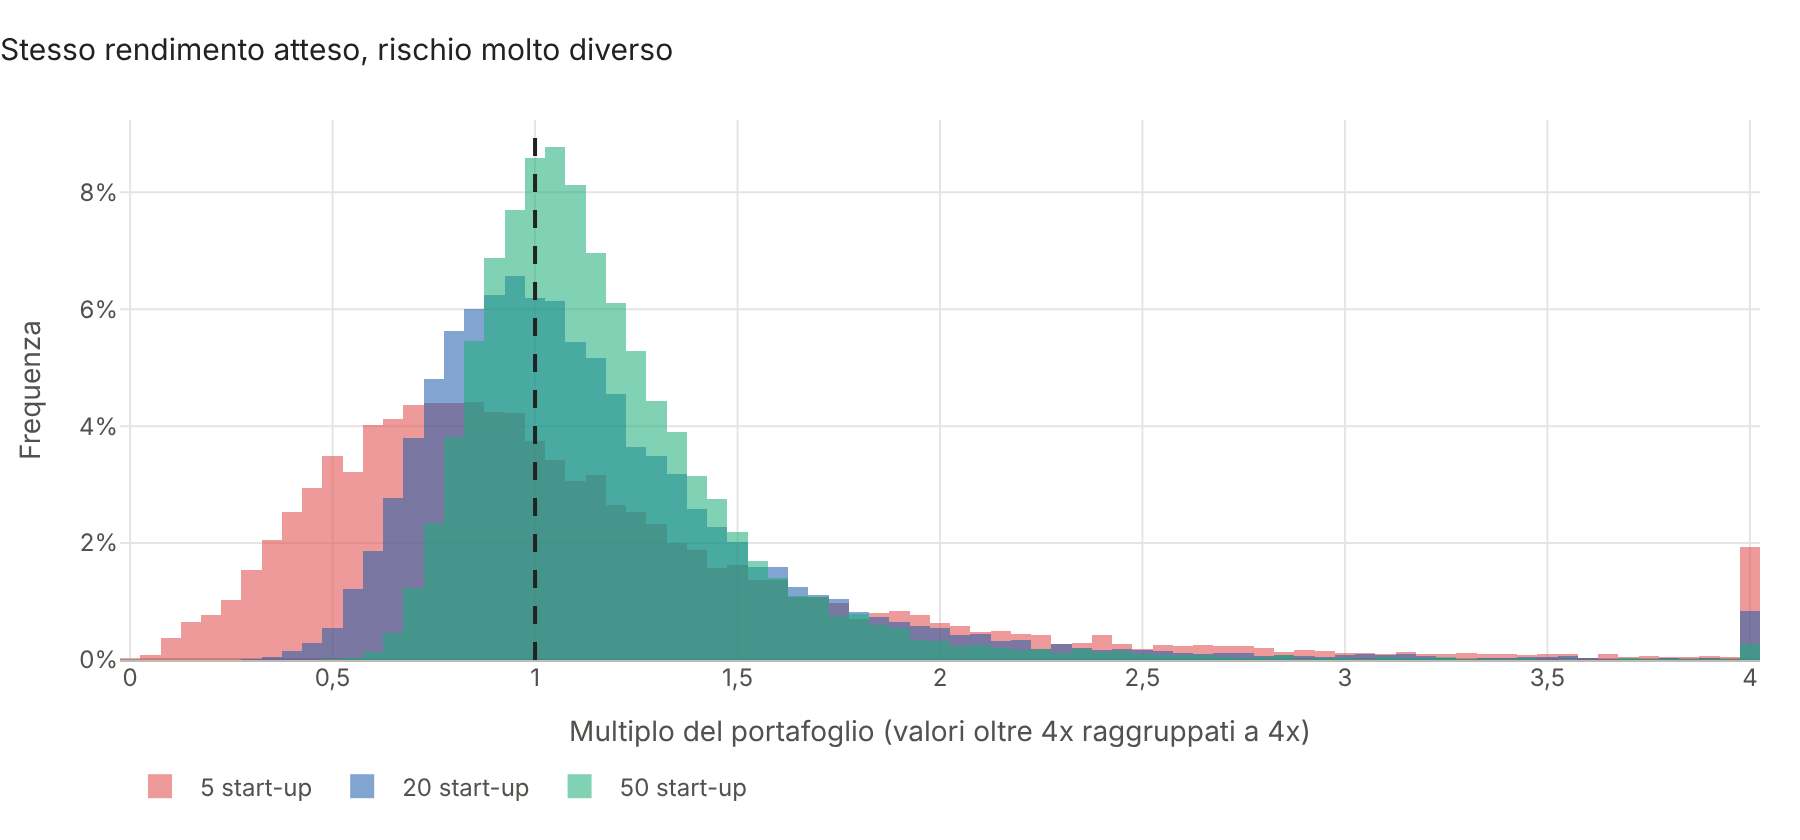 Stesso rendimento atteso, rischio molto diverso
Frequenza
8%
6%
4%
2%
0%
0 0,5 1 1,5 2 2,5 3 3,5 4
Multiplo del portafoglio (valori oltre 4x raggruppati a 4x)
5 start-up 20 start-up 50 start-up